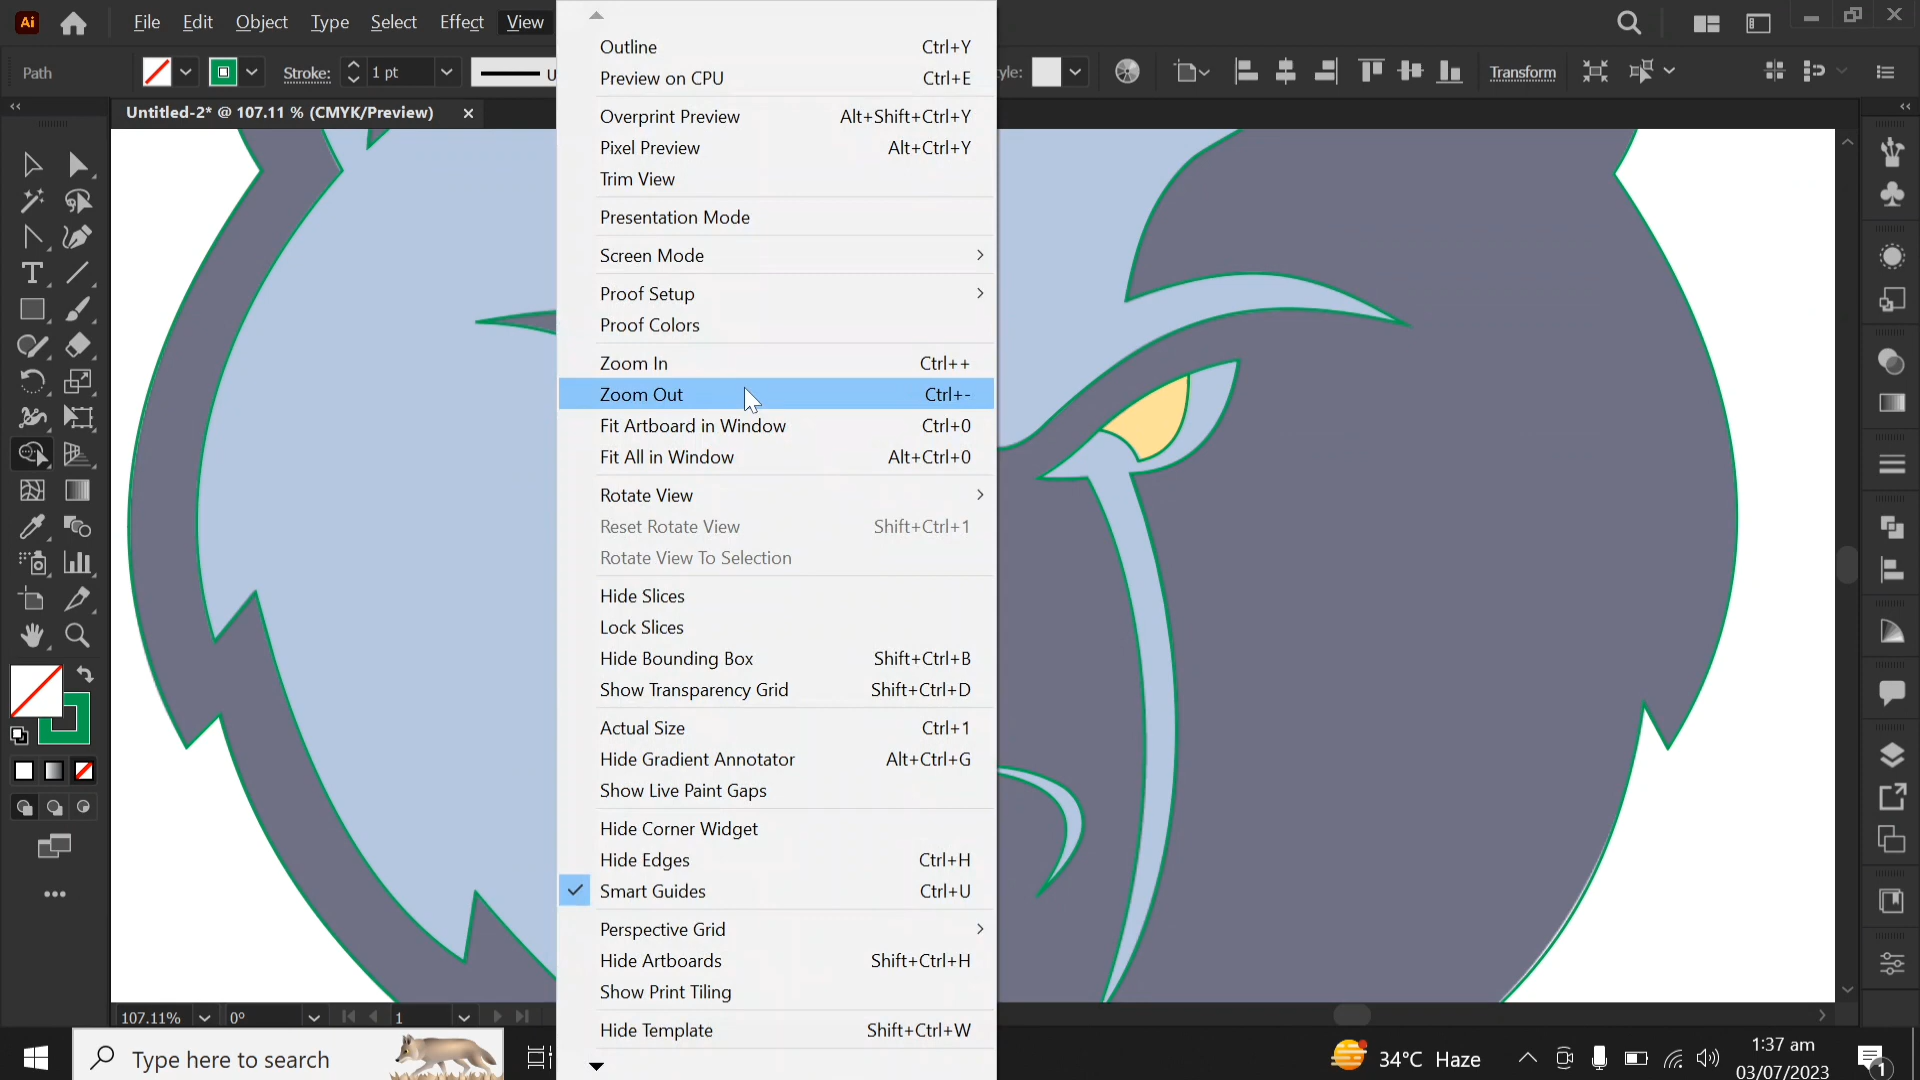 Ai File Edit Object Type Select Effect View
Path Stroke: 1 pt U yle: Transform
Untitled-2* @ 107.11 % (CMYK/Preview)
Outline Ctrl+Y
Preview on CPU Ctrl+E
Overprint Preview Alt+Shift+Ctrl+Y
Pixel Preview Alt+Ctrl+Y
Trim View
Presentation Mode
Screen Mode
Proof Setup
Proof Colors
Zoom In Ctrl++
Zoom Out Ctrl+-
Fit Artboard in Window Ctrl+0
Fit All in Window Alt+Ctrl+0
Rotate View
Reset Rotate View Shift+Ctrl+1
Rotate View To Selection
Hide Slices
Lock Slices
Hide Bounding Box Shift+Ctrl+B
Show Transparency Grid Shift+Ctrl+D
Actual Size Ctrl+1
Hide Gradient Annotator Alt+Ctrl+G
Show Live Paint Gaps
Hide Corner Widget
Hide Edges Ctrl+H
Smart Guides Ctrl+U
Perspective Grid
Hide Artboards Shift+Ctrl+H
Show Print Tiling
Hide Template Shift+Ctrl+W
107.11% 0° 1
Type here to search
34°C Haze
1:37 am
03/07/2023
1